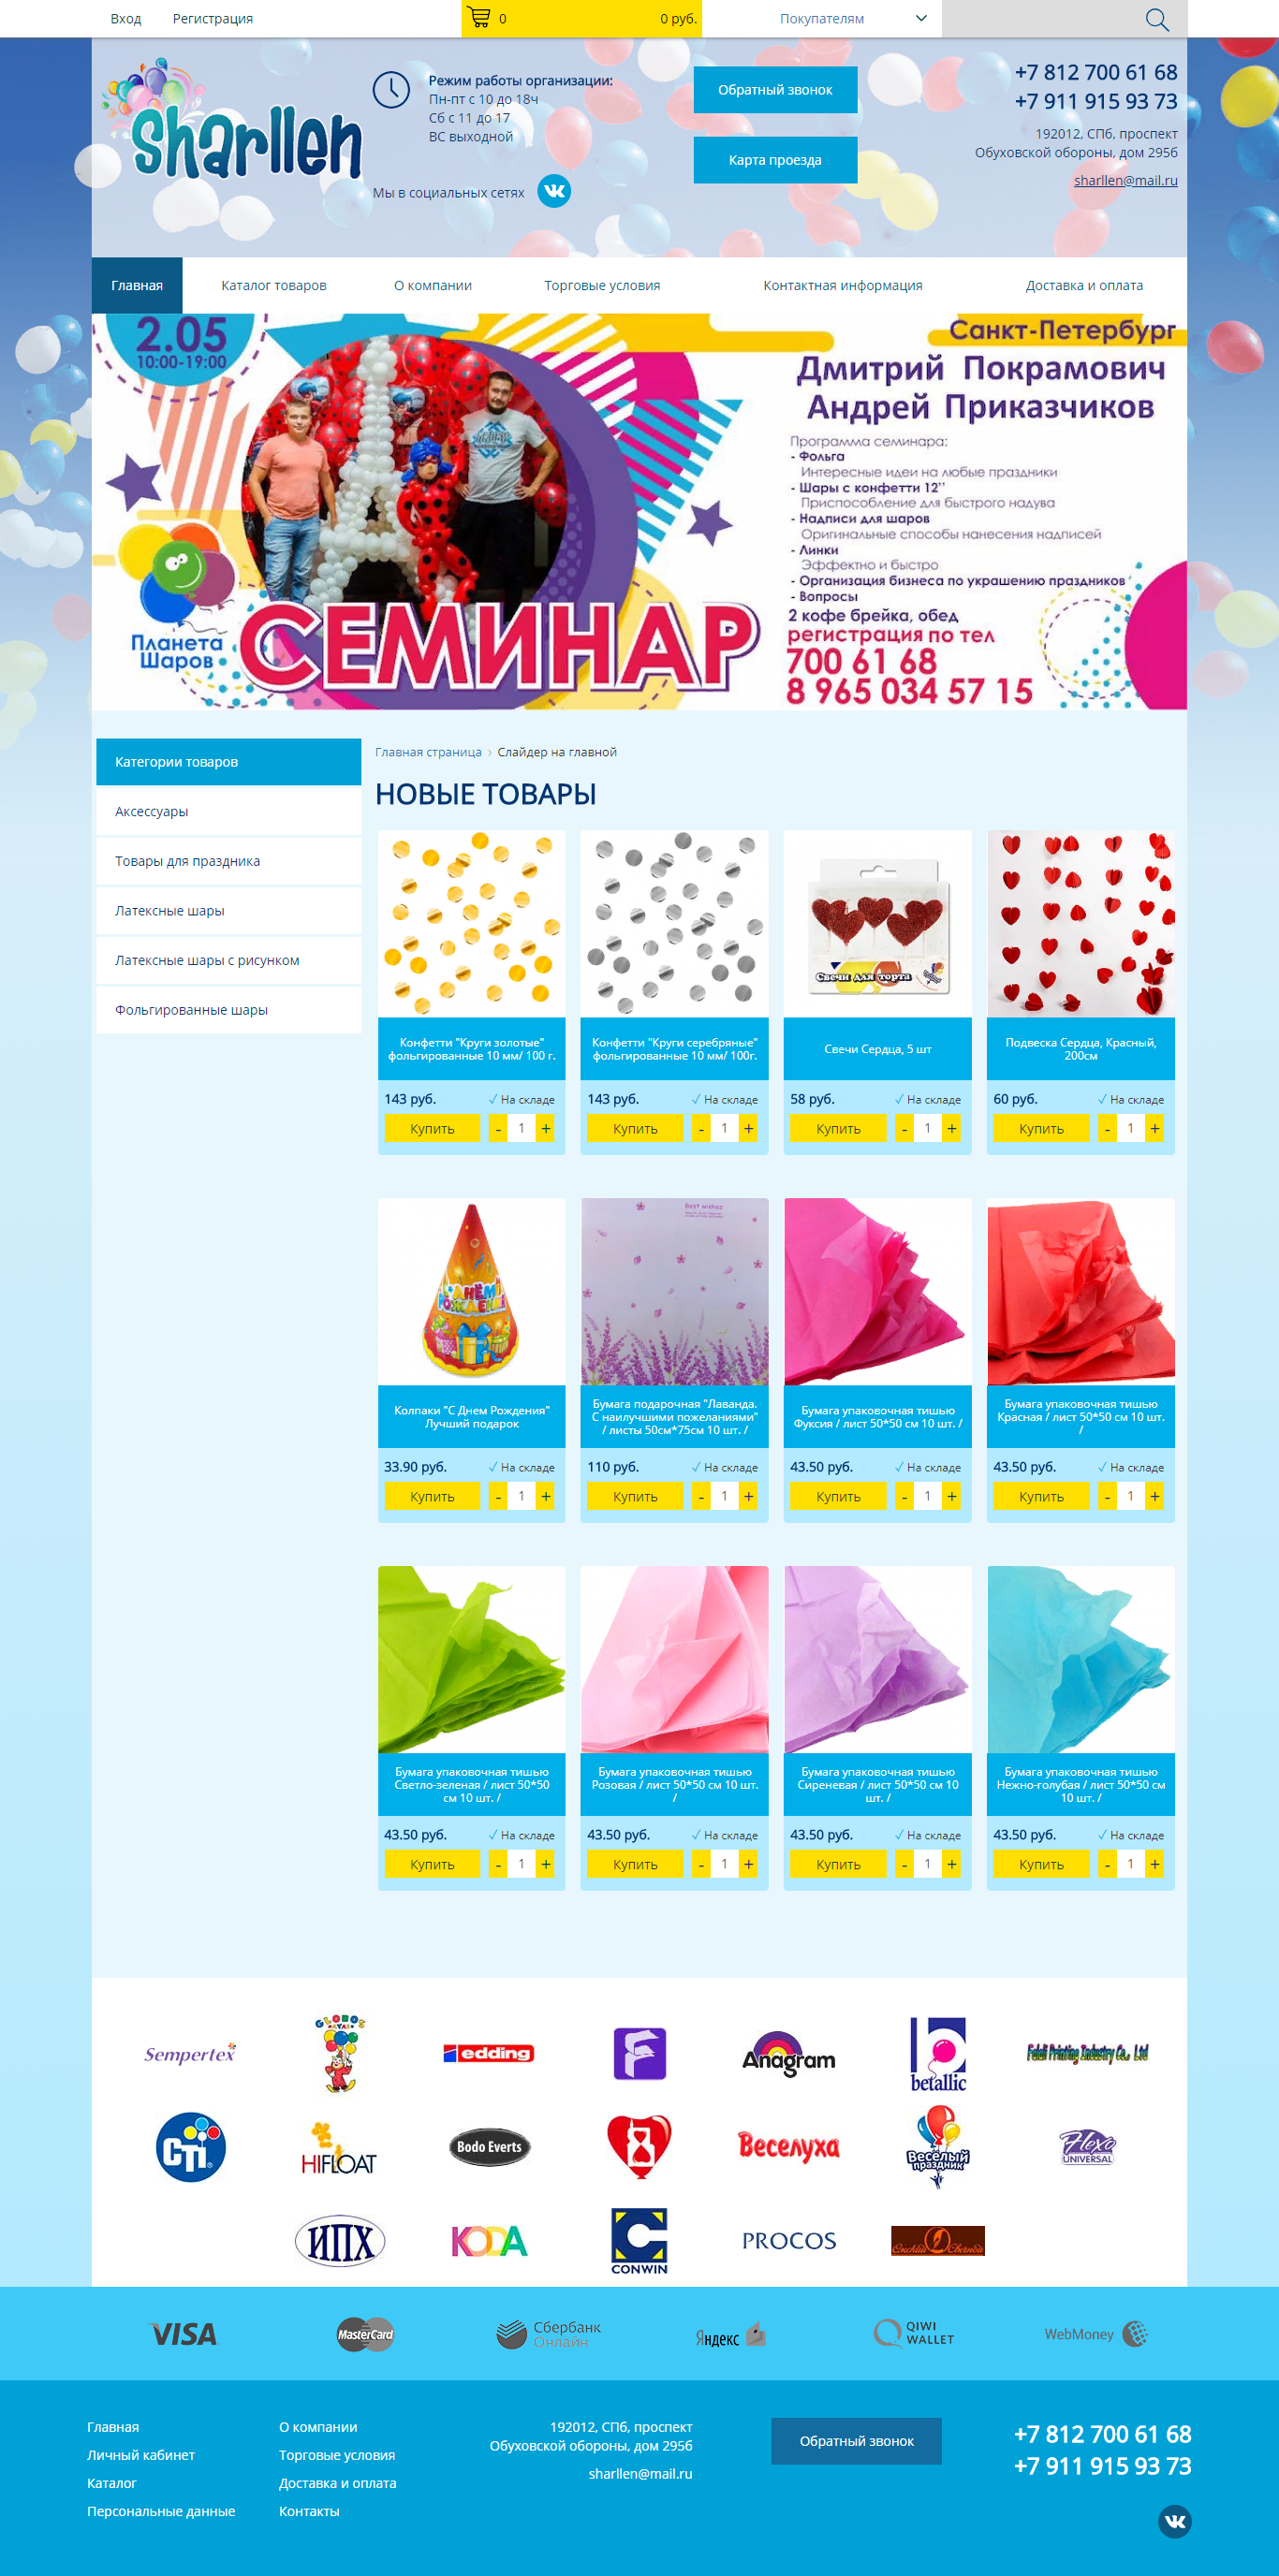 Вход Регистрация 0 0 руб. Покупателям
sharllen
Режим работы организации:
Пн-пт с 10 до 18ч
Сб с 11 до 17
ВС выходной
Мы в социальных сетях
Обратный звонок
Карта проезда
+7 812 700 61 68
+7 911 915 93 73
192012, СПб, проспект
Обуховской обороны, дом 295б
sharllen@mail.ru
Главная Каталог товаров О компании Торговые условия Контактная информация Доставка и оплата
2.05
10:00-19:00
Планета
Шаров
СЕМИНАР
Санкт-Петербург
Дмитрий Покрамович
Андрей Приказчиков
Программа семинара:
- Фольга
Интересные идеи на любые праздники
- Шары с конфетти 12"
Приспособление для быстрого надува
- Надписи для шаров
Оригинальные способы нанесения надписей
- Линки
Эффектно и быстро
- Организация бизнеса по украшению праздников
- Вопросы
2 кофе брейка, обед
регистрация по тел
700 61 68
8 965 034 57 15
Категории товаров
Аксессуары
Товары для праздника
Латексные шары
Латексные шары с рисунком
Фольгированные шары
Главная страница › Слайдер на главной
НОВЫЕ ТОВАРЫ
Свечи для торта
Конфетти "Круги золотые"
фольгированные 10 мм/ 100 г.
143 руб. На складе
Купить - 1 +
Конфетти "Круги серебряные"
фольгированные 10 мм/ 100г.
143 руб. На складе
Купить - 1 +
Свечи Сердца, 5 шт
58 руб. На складе
Купить - 1 +
Подвеска Сердца, Красный,
200см
60 руб. На складе
Купить - 1 +
С ДНЁМ
РОЖДЕНИЯ
Колпаки "С Днем Рождения"
Лучший подарок
33.90 руб. На складе
Купить - 1 +
Best wishes
Бумага подарочная "Лаванда.
С наилучшими пожеланиями"
/ листы 50см*75см 10 шт. /
110 руб. На складе
Купить - 1 +
Бумага упаковочная тишью
Фуксия / лист 50*50 см 10 шт. /
43.50 руб. На складе
Купить - 1 +
Бумага упаковочная тишью
Красная / лист 50*50 см 10 шт.
/
43.50 руб. На складе
Купить - 1 +
Бумага упаковочная тишью
Светло-зеленая / лист 50*50
см 10 шт. /
43.50 руб. На складе
Купить - 1 +
Бумага упаковочная тишью
Розовая / лист 50*50 см 10 шт.
/
43.50 руб. На складе
Купить - 1 +
Бумага упаковочная тишью
Сиреневая / лист 50*50 см 10
шт. /
43.50 руб. На складе
Купить - 1 +
Бумага упаковочная тишью
Нежно-голубая / лист 50*50 см
10 шт. /
43.50 руб. На складе
Купить - 1 +
Sempertex
GLOBOS
edding
F
Anagram
betallic
Printing Industry Co., Ltd
CTI
HIFLOAT
Bodo Everts
Веселуха
Весёлый
праздник
Flexo
UNIVERSAL
ИПХ
KODA
CONWIN
PROCOS
VISA
MasterCard
Сбербанк
Онлайн
Яндекс
QIWI
WALLET
WebMoney
Главная
Личный кабинет
Каталог
Персональные данные
О компании
Торговые условия
Доставка и оплата
Контакты
192012, СПб, проспект
Обуховской обороны, дом 295б
sharllen@mail.ru
Обратный звонок
+7 812 700 61 68
+7 911 915 93 73